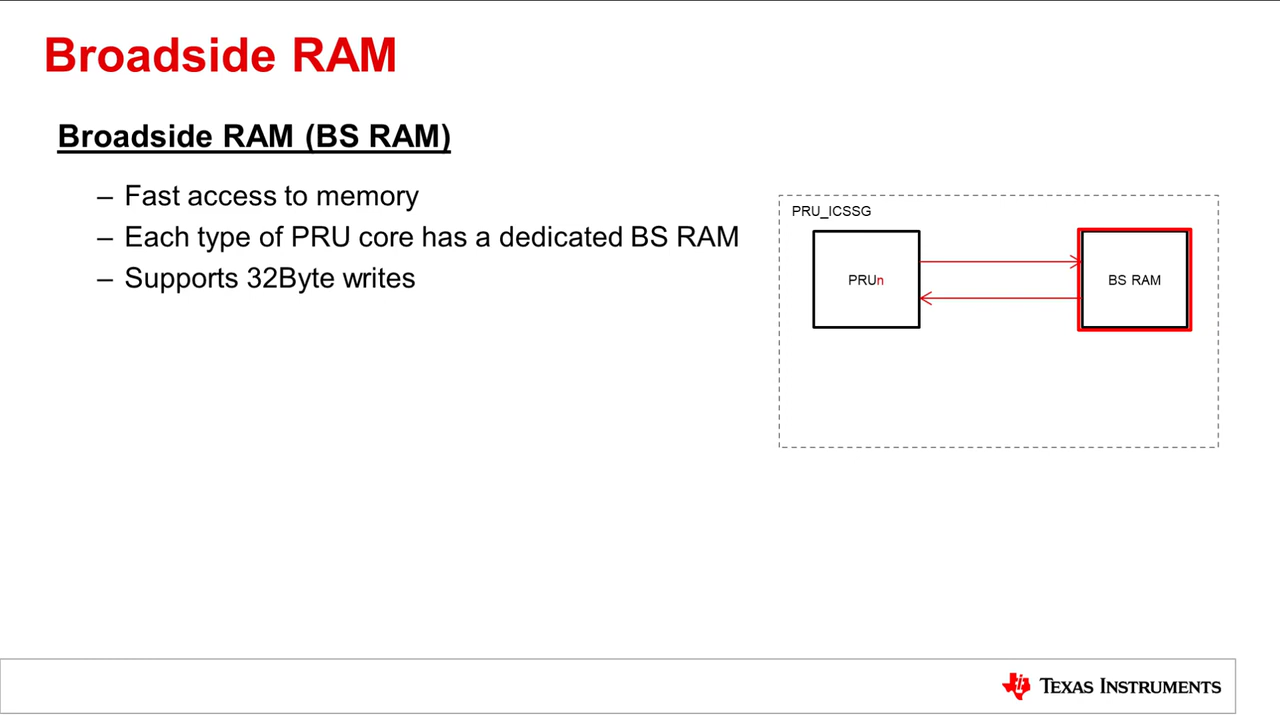 Broadside RAM
Broadside RAM (BS RAM)
– Fast access to memory
– Each type of PRU core has a dedicated BS RAM
– Supports 32Byte writes
PRU_ICSSG
PRUn
BS RAM
TEXAS INSTRUMENTS